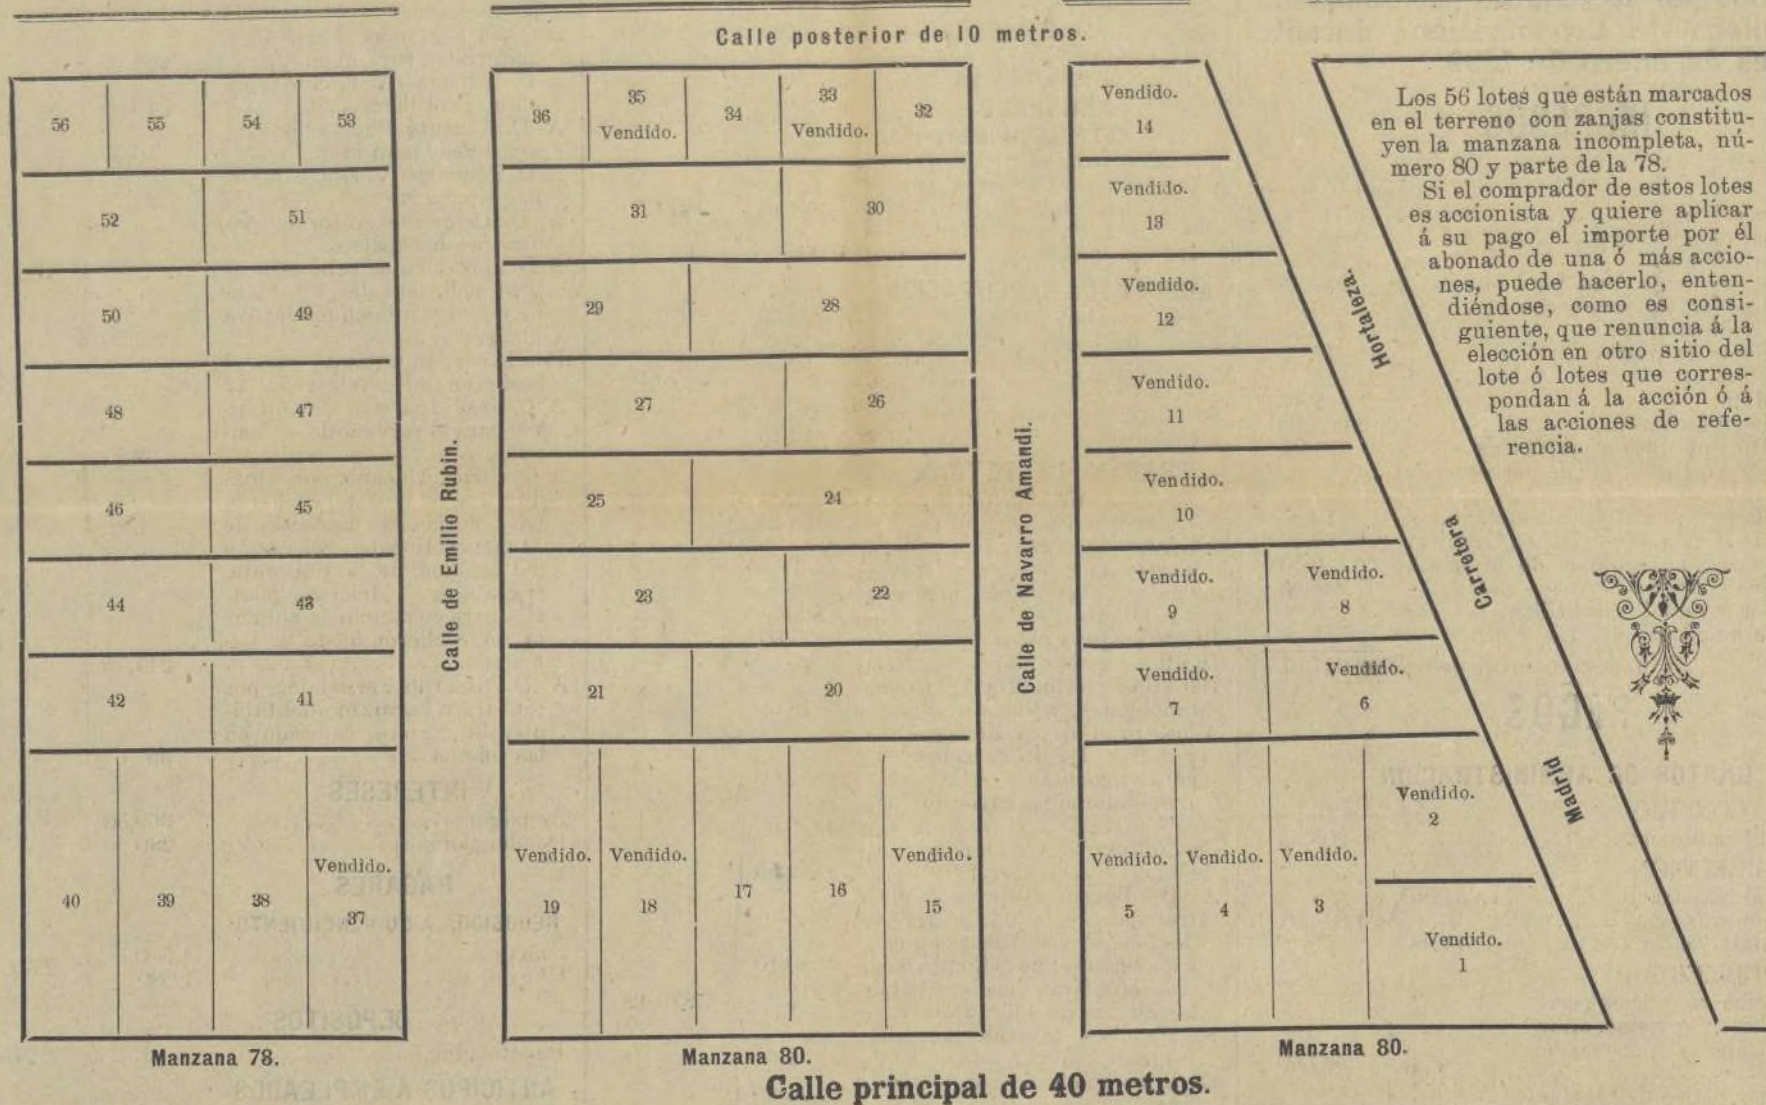 Calle posterior de 10 metros.
56 55 54 53
52 51
50 49
48 47
46 45
44 43
42 41
Vendido.
40 39 38 37
Manzana 78.
Calle de Emilio Rubin.
36 35 34 33 32
Vendido. Vendido.
31 30
29 28
27 26
25 24
23 22
21 20
Vendido. Vendido. Vendido.
19 18 17 16 15
Manzana 80.
Calle de Navarro Amandi.
Vendido.
14
Vendido.
13
Vendido.
12
Vendido.
11
Vendido.
10
Vendido. Vendido.
9 8
Vendido. Vendido.
7 6
Vendido.
2
Vendido. Vendido. Vendido.
5 4 3
Vendido.
1
Manzana 80.
Hortaleza.
Carretera
Madrid
Los 56 lotes que están marcados
en el terreno con zanjas constitu-
yen la manzana incompleta, nú-
mero 80 y parte de la 78.
Si el comprador de estos lotes
es accionista y quiere aplicar
á su pago el importe por él
abonado de una ó más accio-
nes, puede hacerlo, enten-
diéndose, como es consi-
guiente, que renuncia á la
elección en otro sitio del
lote ó lotes que corres-
pondan á la acción ó á
las acciones de refe-
rencia.
Calle principal de 40 metros.